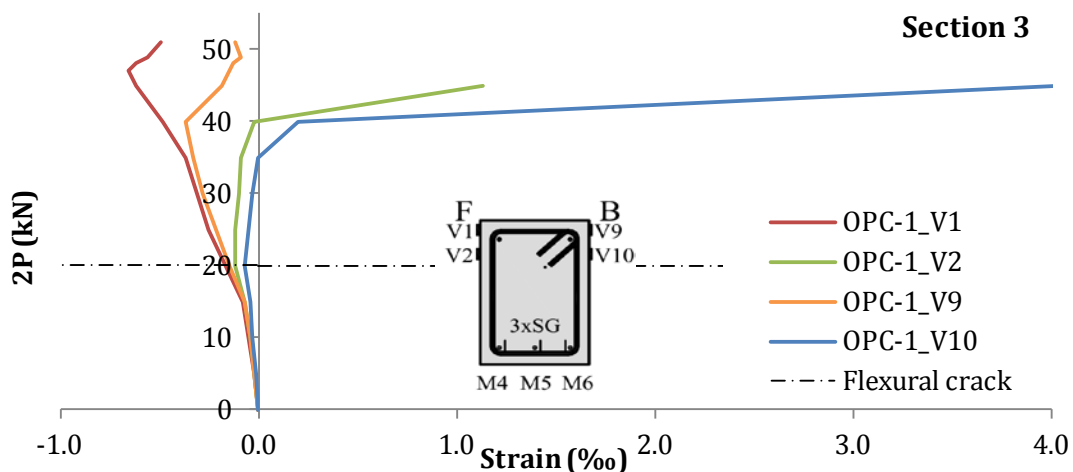 Section 3
50
40
30
20
10
0
2P (kN)
F B
V1 V9
V2 V10
3xSG
M4 M5 M6
OPC-1_V1
OPC-1_V2
OPC-1_V9
OPC-1_V10
Flexural crack
-1.0 0.0 1.0 2.0 3.0 4.0
Strain (‰)